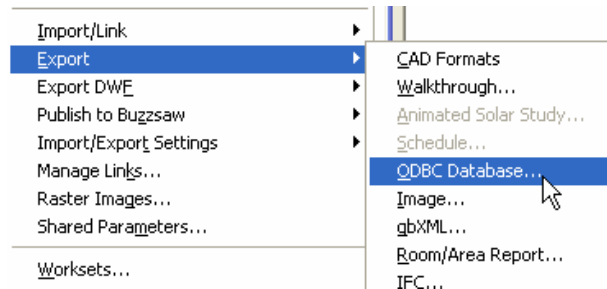 Import/Link
Export
Export DWF
Publish to Buzzsaw
Import/Export Settings
Manage Links...
Raster Images...
Shared Parameters...
Worksets...
CAD Formats
Walkthrough...
Animated Solar Study...
Schedule...
ODBC Database...
Image...
gbXML...
Room/Area Report...
IFC...